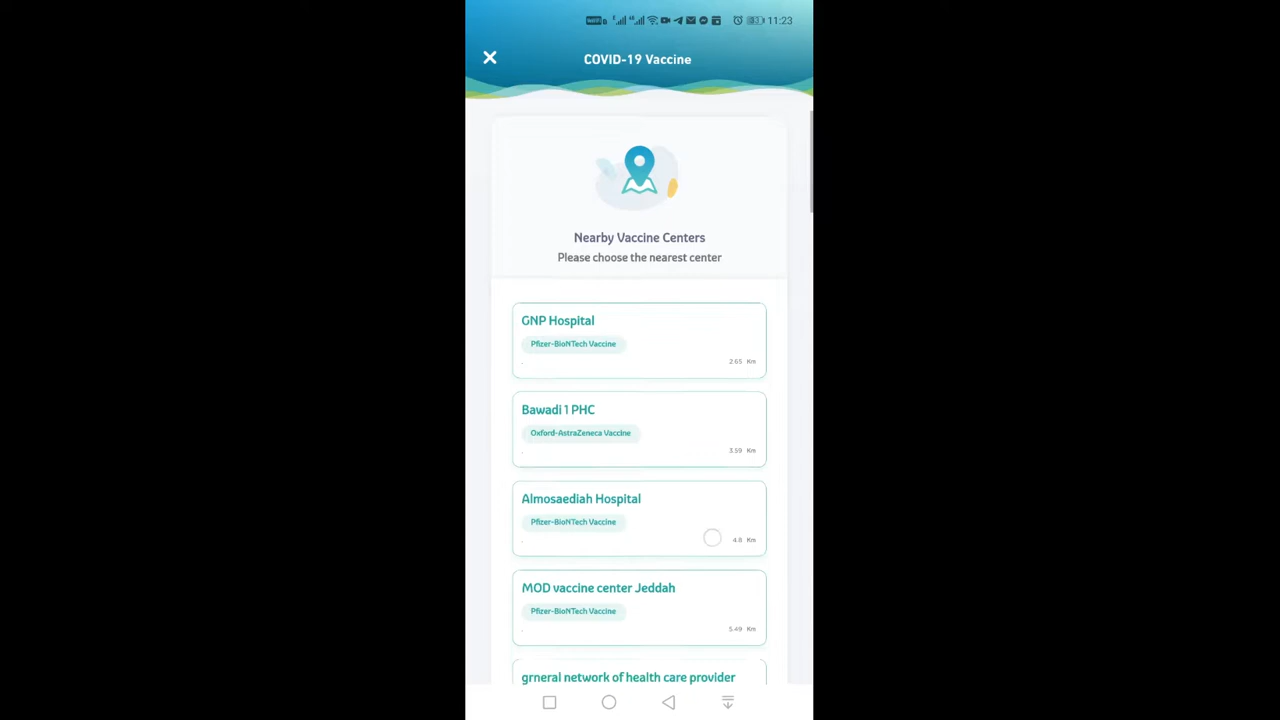 11:23
COVID-19 Vaccine
Nearby Vaccine Centers
Please choose the nearest center
GNP Hospital
Pfizer-BioNTech Vaccine
. 2.65 Km
Bawadi 1 PHC
Oxford-AstraZeneca Vaccine
. 3.59 Km
Almosaediah Hospital
Pfizer-BioNTech Vaccine
. 4.8 Km
MOD vaccine center Jeddah
Pfizer-BioNTech Vaccine
. 5.49 Km
grneral network of health care provider